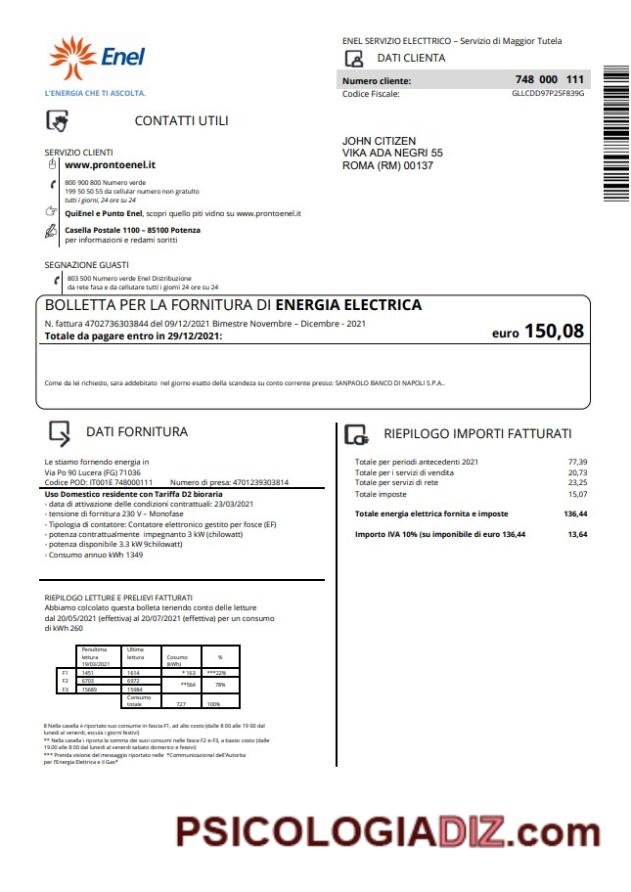 Enel
L'ENERGIA CHE TI ASCOLTA.
ENEL SERVIZIO ELECTTRICO – Servizio di Maggior Tutela
DATI CLIENTA
Numero cliente: 748 000 111
Codice Fiscale: GLLCDD97P25F839G
CONTATTI UTILI
JOHN CITIZEN
VIKA ADA NEGRI 55
ROMA (RM) 00137
SERVIZIO CLIENTI
www.prontoenel.it
800 900 800 Numero verde
199 50 50 55 da cellular numero non gratuito
tutti i giorni, 24 ore su 24
QuiEnel e Punto Enel, scopri quello piti vidno su www.prontoenel.it
Casella Postale 1100 – 85100 Potenza
per informazioni e redami soritti
SEGNAZIONE GUASTI
803 500 Numero verde Enel Distribuzione
da rete fasa e da cellutare tutti i giorni 24 ore su 24
BOLLETTA PER LA FORNITURA DI ENERGIA ELECTRICA
N. fattura 4702736303844 del 09/12/2021 Bimestre Novembre – Dicembre - 2021
Totale da pagare entro in 29/12/2021:
euro 150,08
Come da lei richiesto, sara addebitato nel giorno esatto della scandeza su conto corrente presso: SANPAOLO BANCO DI NAPOLI S.P.A..
DATI FORNITURA
Le stiamo fornendo energia in
Via Po 90 Lucera (FG) 71036
Codice POD: IT001E 748000111 Numero di presa: 4701239303814
Uso Domestico residente con Tariffa D2 bioraria
- data di attivazione delle condizioni contrattuali: 23/03/2021
- tensione di fornitura 230 V – Monofase
- Tipologia di contatore: Contatore elettronico gestito per fosce (EF)
- potenza contrattualmente impegnanto 3 kW (chilowatt)
- potenza disponibile 3.3 kW 9chilowatt)
- Consumo annuo kWh 1349
RIEPILOGO IMPORTI FATTURATI
Totale per periodi antecedenti 2021 77,39
Totale per i servizi di vendita 20,73
Totale per servizi di rete 23,25
Totale imposte 15,07
Totale energia elettrica fornita e imposte 136,44
Importo IVA 10% (su imponibile di euro 136,44 13,64
RIEPILOGO LETTURE E PRELIEVI FATTURATI
Abbiamo colcolato questa bolleta tenendo conto delle letture
dal 20/05/2021 (effettiva) al 20/07/2021 (effettiva) per un consumo
di kWh 260
Penultima lettura 19/03/2021 Ultima lettura Cosumo (kWh) %
F1 1451 1614 * 163 ***22%
F2 6703 6972 **564 78%
F3 15689 15984
Consumo totale 727 100%
8 Nella casella è riportato suo consume in fascia F1, ad alto costo (dalle 8 00 alle 19 00 dal
lunedi al venerdi, escula i giorni festivi)
** Nella casella i riporta la somma dei suoi consumi nelle fasce F2 e F3, a basso costo (dalle
19.00 alle 8 00 dal lunedi al venerdi sabato domenico e fesovi)
*** Prenda visione del messaggio riportato nelle *Communicazional dell'Autorita
per l'Energia Elettrica e il Gas*
PSICOLOGIADIZ.com